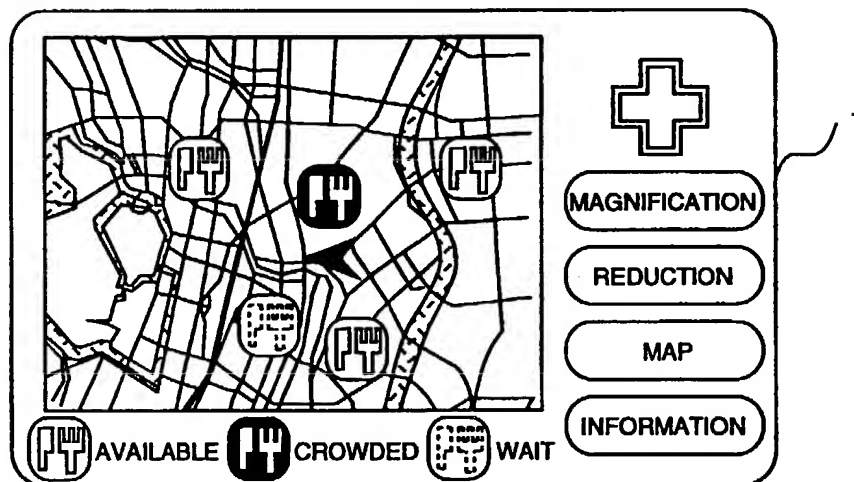 MAGNIFICATION
REDUCTION
MAP
INFORMATION
AVAILABLE CROWDED WAIT